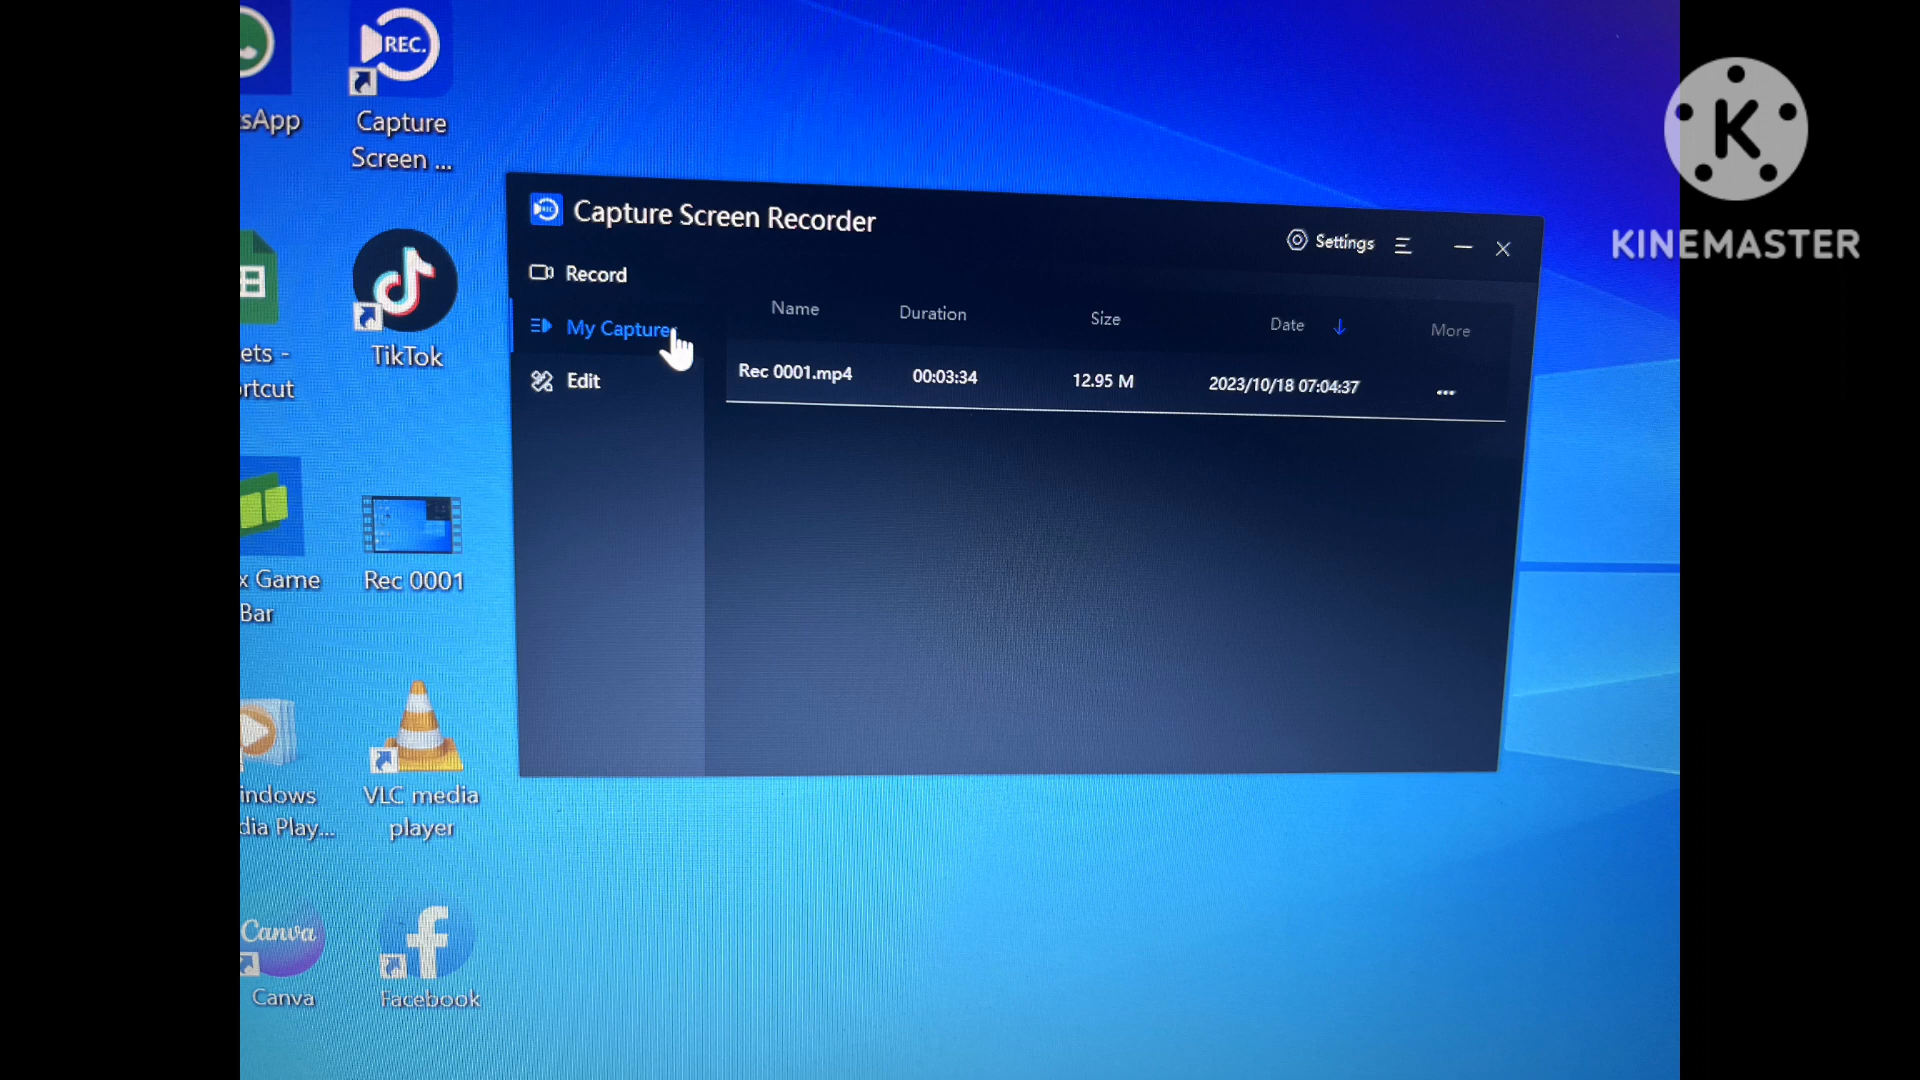 sApp
REC.
Capture
Screen ...
K
KINEMASTER
Capture Screen Recorder
Settings
Record
My Capture
Edit
Name Duration Size Date More
Rec 0001.mp4 00:03:34 12.95 M 2023/10/18 07:04:37 ...
ets -
rtcut
TikTok
x Game
Bar
Rec 0001
indows
dia Play...
VLC media
player
Canva
Canva
Facebook